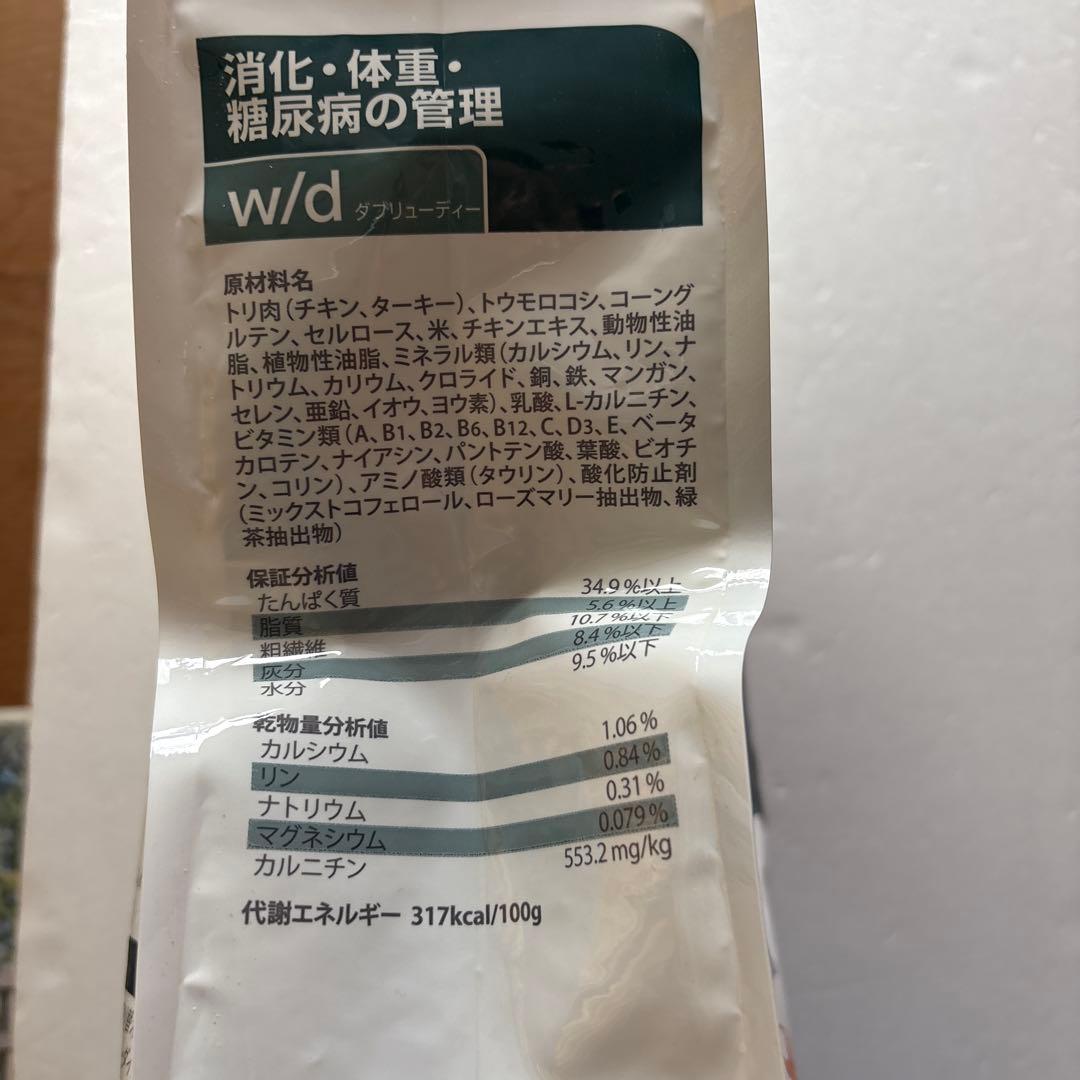 消化・体重・
糖尿病の管理
w/d ダブリューディー
原材料名
トリ肉(チキン、ターキー)、トウモロコシ、コーング
ルテン、セルロース、米、チキンエキス、動物性油
脂、植物性油脂、ミネラル類(カルシウム、リン、ナ
トリウム、カリウム、クロライド、銅、鉄、マンガン、
セレン、亜鉛、イオウ、ヨウ素)、乳酸、L-カルニチン、
ビタミン類(A、B1、B2、B6、B12、C、D3、E、ベータ
カロテン、ナイアシン、パントテン酸、葉酸、ビオチ
ン、コリン)、アミノ酸類(タウリン)、酸化防止剤
(ミックストコフェロール、ローズマリー抽出物、緑
茶抽出物)
保証分析値
たんぱく質 34.9%以上
脂質 5.6%以上
粗繊維 10.7%以下
灰分 8.4%以下
水分 9.5%以下
乾物量分析値
カルシウム 1.06%
リン 0.84%
ナトリウム 0.31%
マグネシウム 0.079%
カルニチン 553.2mg/kg
代謝エネルギー 317kcal/100g